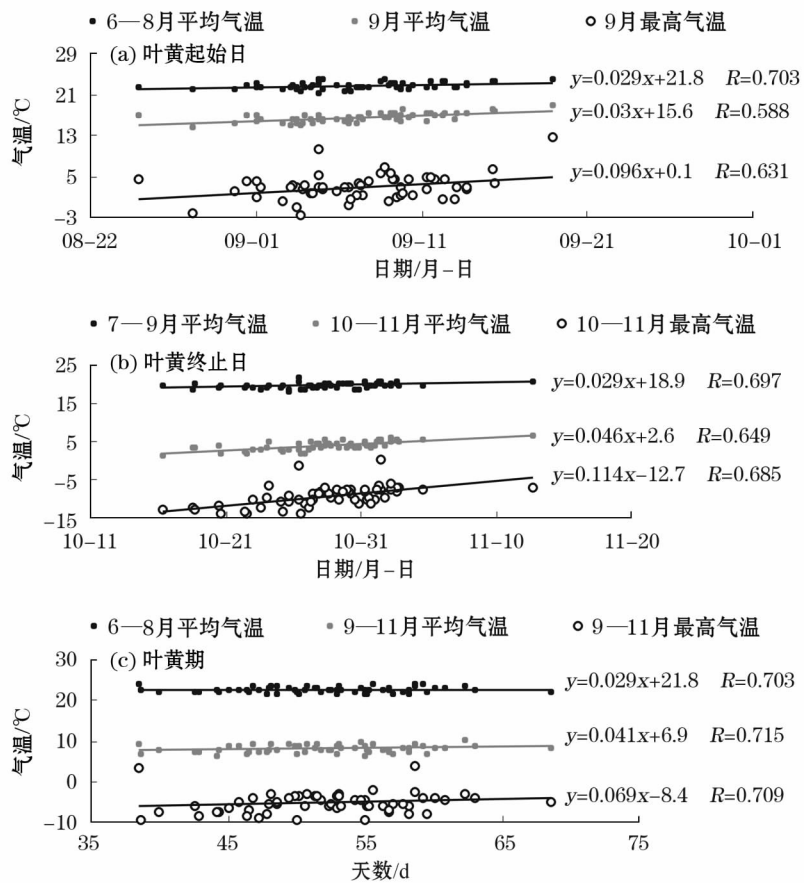 6—8月平均气温 9月平均气温 9月最高气温
(a) 叶黄起始日
气温/℃
29
21
13
5
−3
y=0.029x+21.8 R=0.703
y=0.03x+15.6 R=0.588
y=0.096x+0.1 R=0.631
08−22 09−01 09−11 09−21 10−01
日期/月−日
7—9月平均气温 10—11月平均气温 10—11月最高气温
(b) 叶黄终止日
气温/℃
25
15
5
−5
−15
y=0.029x+18.9 R=0.697
y=0.046x+2.6 R=0.649
y=0.114x−12.7 R=0.685
10−11 10−21 10−31 11−10 11−20
日期/月−日
6—8月平均气温 9—11月平均气温 9—11月最高气温
(c) 叶黄期
气温/℃
30
20
10
0
−10
y=0.029x+21.8 R=0.703
y=0.041x+6.9 R=0.715
y=0.069x−8.4 R=0.709
35 45 55 65 75
天数/d